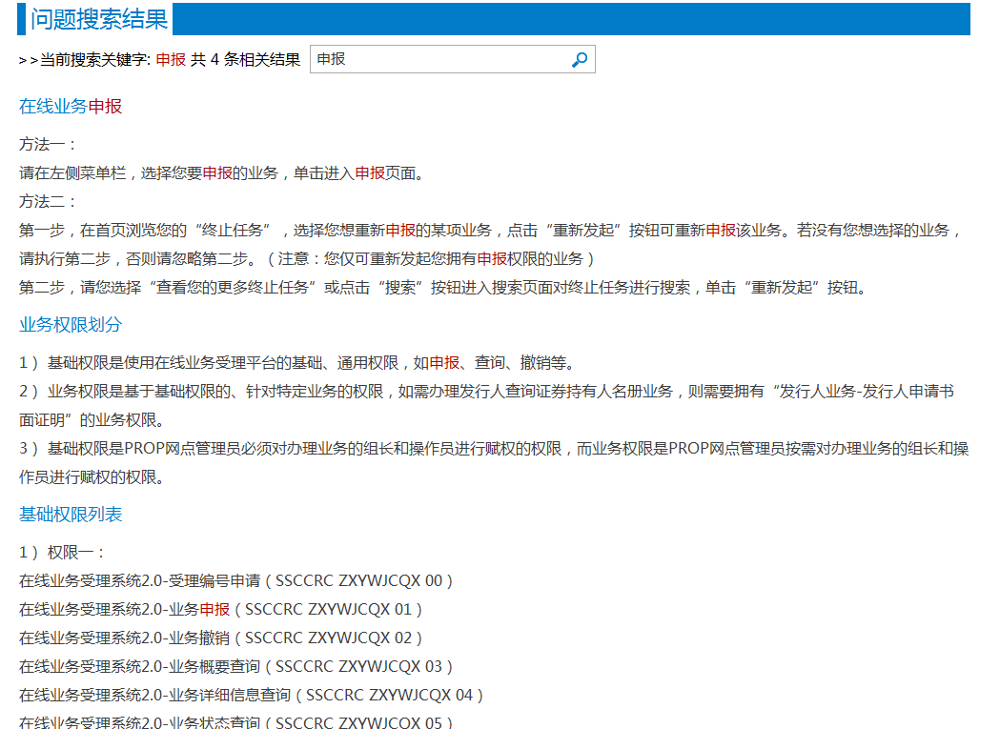 问题搜索结果
>>当前搜索关键字: 申报 共 4 条相关结果 申报
在线业务申报
方法一：
请在左侧菜单栏，选择您要申报的业务，单击进入申报页面。
方法二：
第一步，在首页浏览您的“终止任务”，选择您想重新申报的某项业务，点击“重新发起”按钮可重新申报该业务。若没有您想选择的业务，
请执行第二步，否则请忽略第二步。（注意：您仅可重新发起您拥有申报权限的业务）
第二步，请您选择“查看您的更多终止任务”或点击“搜索”按钮进入搜索页面对终止任务进行搜索，单击“重新发起”按钮。
业务权限划分
1） 基础权限是使用在线业务受理平台的基础、通用权限，如申报、查询、撤销等。
2） 业务权限是基于基础权限的、针对特定业务的权限，如需办理发行人查询证券持有人名册业务，则需要拥有“发行人业务-发行人申请书
面证明”的业务权限。
3） 基础权限是PROP网点管理员必须对办理业务的组长和操作员进行赋权的权限，而业务权限是PROP网点管理员按需对办理业务的组长和操
作员进行赋权的权限。
基础权限列表
1） 权限一：
在线业务受理系统2.0-受理编号申请（SSCCRC ZXYWJCQX 00）
在线业务受理系统2.0-业务申报（SSCCRC ZXYWJCQX 01）
在线业务受理系统2.0-业务撤销（SSCCRC ZXYWJCQX 02）
在线业务受理系统2.0-业务概要查询（SSCCRC ZXYWJCQX 03）
在线业务受理系统2.0-业务详细信息查询（SSCCRC ZXYWJCQX 04）
在线业务受理系统2.0-业务状态查询（SSCCRC ZXYWJCQX 05）